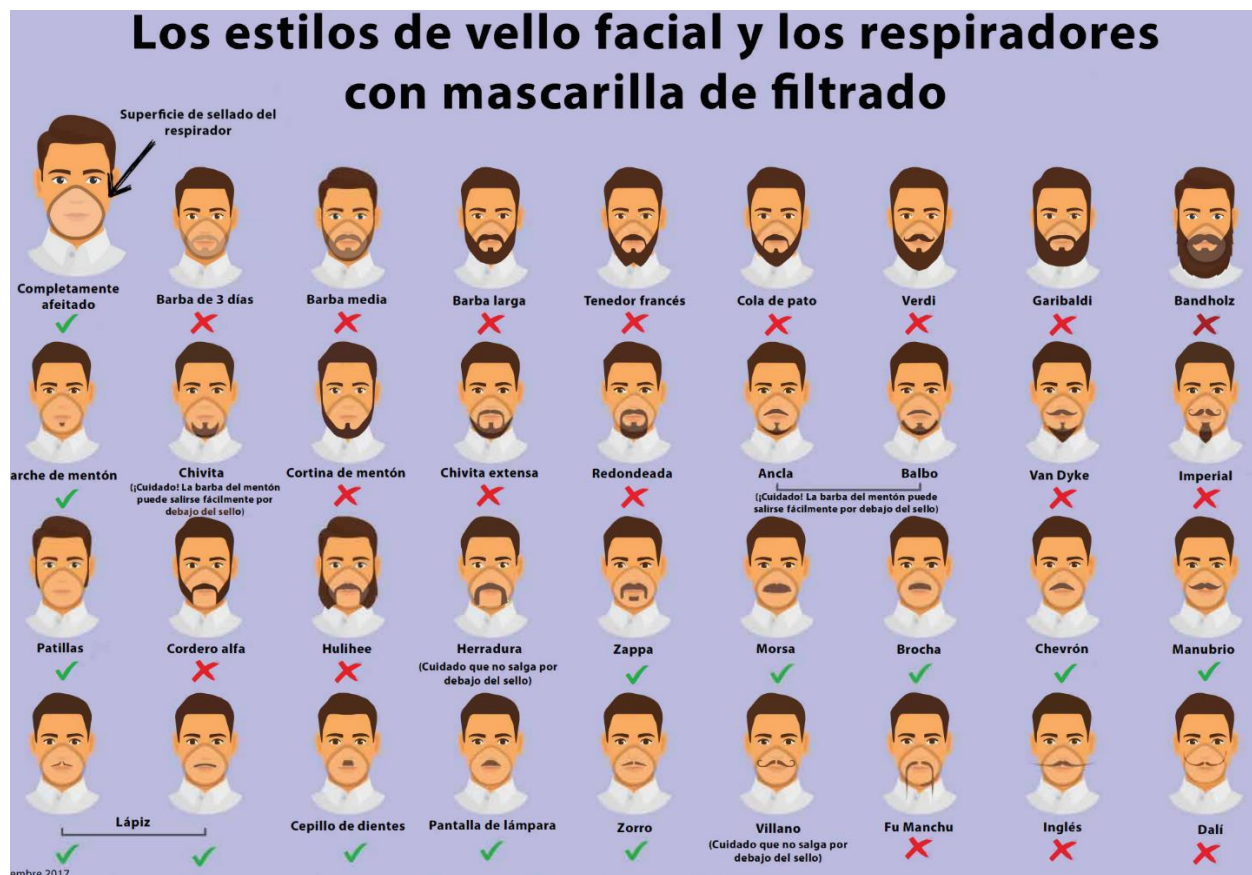 Los estilos de vello facial y los respiradores
con mascarilla de filtrado
Superficie de sellado del
respirador
Completamente
afeitado
Barba de 3 días
Barba media
Barba larga
Tenedor francés
Cola de pato
Verdi
Garibaldi
Bandholz
arche de mentón
Chivita
(¡Cuidado! La barba del mentón
puede salirse fácilmente por
debajo del sello)
Cortina de mentón
Chivita extensa
Redondeada
Ancla
Balbo
(¡Cuidado! La barba del mentón puede
salirse fácilmente por debajo del sello)
Van Dyke
Imperial
Patillas
Cordero alfa
Hulihee
Herradura
(Cuidado que no salga por
debajo del sello)
Zappa
Morsa
Brocha
Chevrón
Manubrio
Lápiz
Cepillo de dientes
Pantalla de lámpara
Zorro
Villano
(Cuidado que no salga por
debajo del sello)
Fu Manchu
Inglés
Dalí
embre 2017